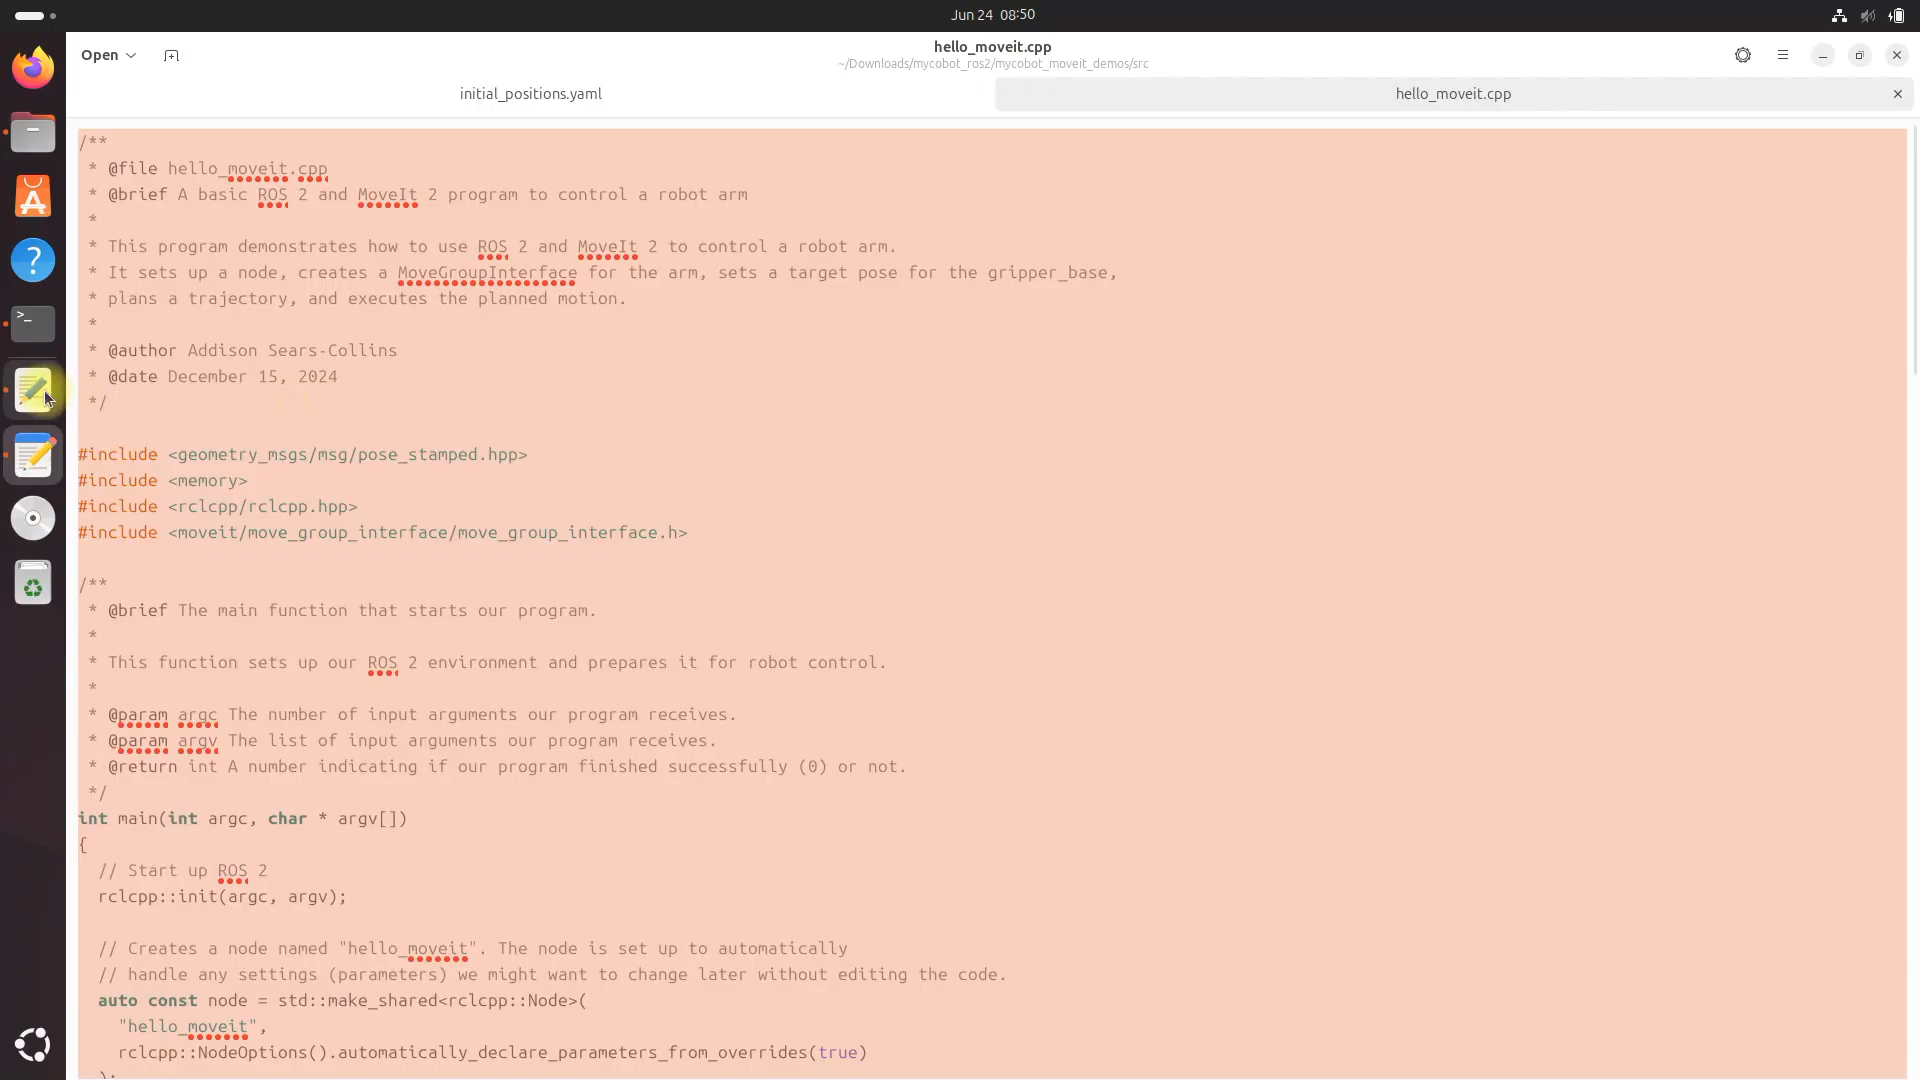 Jun 24 08:50
Open
hello_moveit.cpp
~/Downloads/mycobot_ros2/mycobot_moveit_demos/src
initial_positions.yaml
hello_moveit.cpp
/**
* @file hello_moveit.cpp
* @brief A basic ROS 2 and MoveIt 2 program to control a robot arm
*
* This program demonstrates how to use ROS 2 and MoveIt 2 to control a robot arm.
* It sets up a node, creates a MoveGroupInterface for the arm, sets a target pose for the gripper_base,
* plans a trajectory, and executes the planned motion.
*
* @author Addison Sears-Collins
* @date December 15, 2024
*/
#include <geometry_msgs/msg/pose_stamped.hpp>
#include <memory>
#include <rclcpp/rclcpp.hpp>
#include <moveit/move_group_interface/move_group_interface.h>
/**
* @brief The main function that starts our program.
*
* This function sets up our ROS 2 environment and prepares it for robot control.
*
* @param argc The number of input arguments our program receives.
* @param argv The list of input arguments our program receives.
* @return int A number indicating if our program finished successfully (0) or not.
*/
int main(int argc, char * argv[])
{
// Start up ROS 2
rclcpp::init(argc, argv);
// Creates a node named "hello_moveit". The node is set up to automatically
// handle any settings (parameters) we might want to change later without editing the code.
auto const node = std::make_shared<rclcpp::Node>(
"hello_moveit",
rclcpp::NodeOptions().automatically_declare_parameters_from_overrides(true)
);